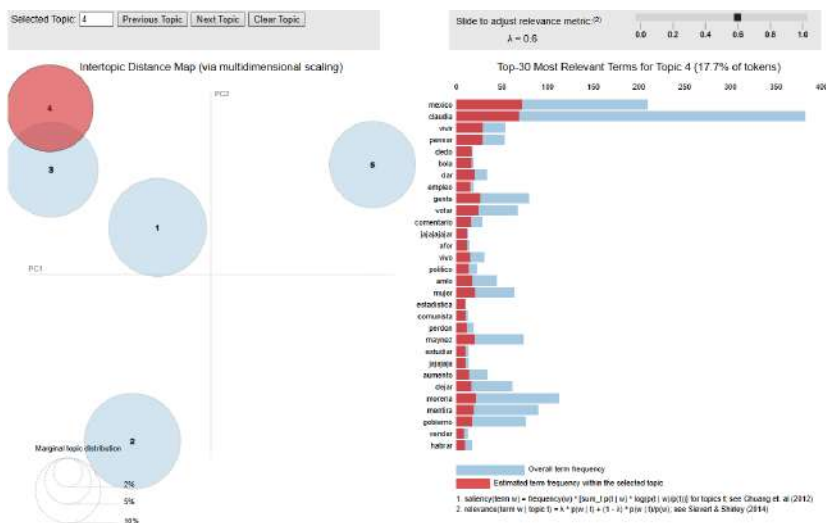 Selected Topic: 4 Previous Topic Next Topic Clear Topic
Slide to adjust relevance metric:(2)
λ = 0.6
0.0 0.2 0.4 0.6 0.8 1.0
Intertopic Distance Map (via multidimensional scaling)
PC2
PC1
4
3
5
1
2
Marginal topic distribution
2%
5%
10%
Top-30 Most Relevant Terms for Topic 4 (17.7% of tokens)
0 50 100 150 200 250 300 350 400
mexico
claudia
vivir
pensar
dedo
bola
dar
empleo
gente
votar
comentario
jajajajajar
afor
vivo
politico
amlo
mujer
estadistica
comunista
perdon
maynez
estudiar
jajajaja
aumento
dejar
morena
mentira
gobierno
vender
hablar
Overall term frequency
Estimated term frequency within the selected topic
1. saliency(term w) = frequency(w) * [sum_t p(t | w) * log(p(t | w)/p(t))] for topics t; see Chuang et. al (2012)
2. relevance(term w | topic t) = λ * p(w | t) + (1 - λ) * p(w | t)/p(w); see Sievert & Shirley (2014)